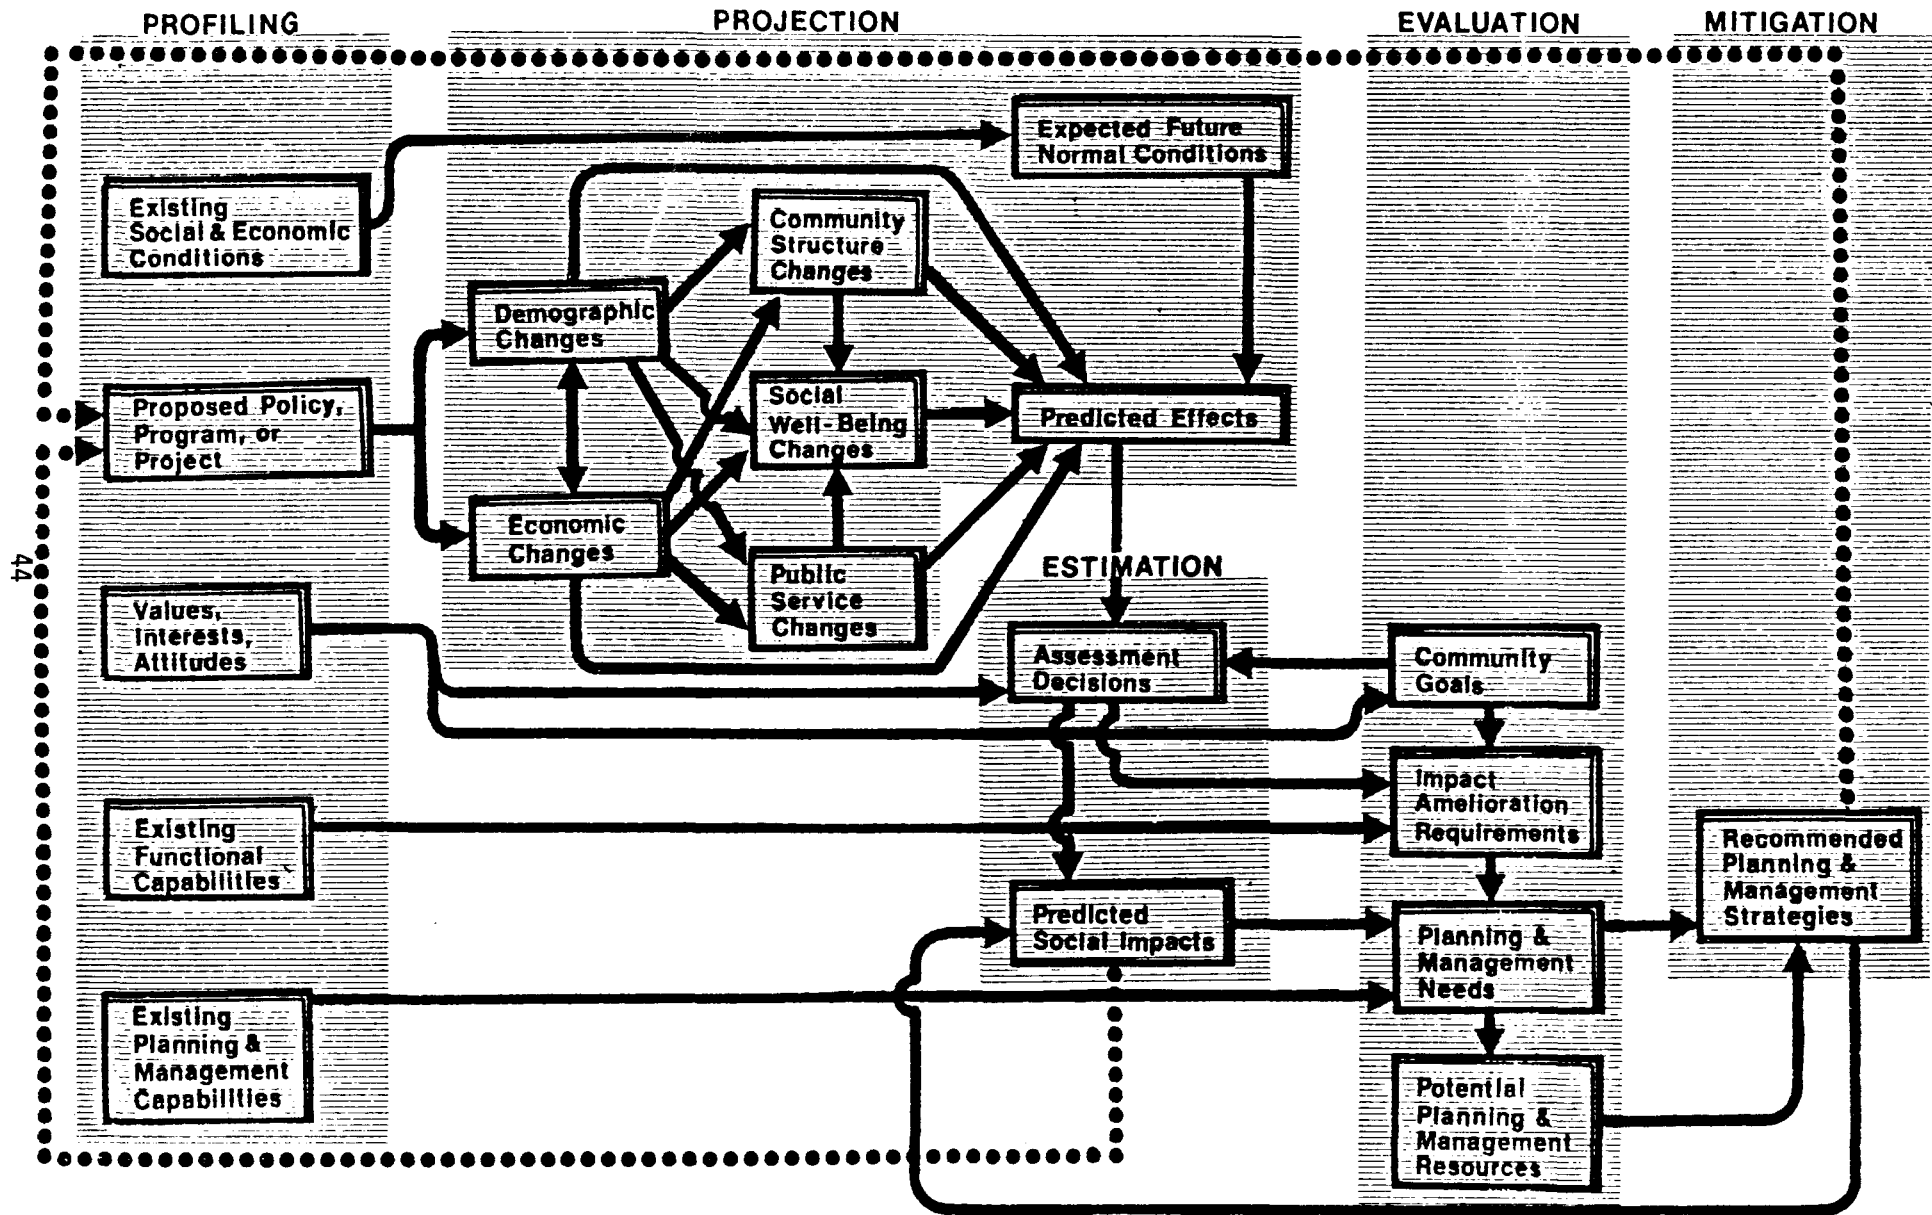 PROFILING
PROJECTION
EVALUATION
MITIGATION
Existing
Social & Economic
Conditions
Proposed Policy,
Program, or
Project
Values,
Interests,
Attitudes
Existing
Functional
Capabilities
Existing
Planning &
Management
Capabilities
Expected Future
Normal Conditions
Demographic
Changes
Economic
Changes
Community
Structure
Changes
Social
Well-Being
Changes
Public
Service
Changes
Predicted Effects
ESTIMATION
Assessment
Decisions
Predicted
Social Impacts
Community
Goals
Impact
Amelioration
Requirements
Planning &
Management
Needs
Potential
Planning &
Management
Resources
Recommended
Planning &
Management
Strategies
44